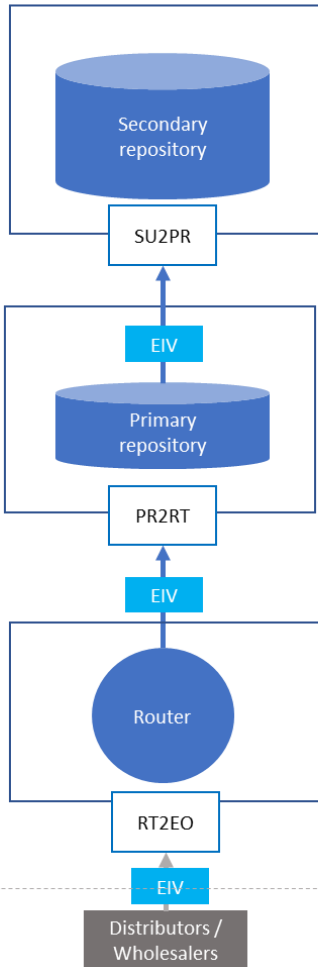 Secondary
repository
SU2PR
EIV
Primary
repository
PR2RT
EIV
Router
RT2EO
EIV
Distributors /
Wholesalers